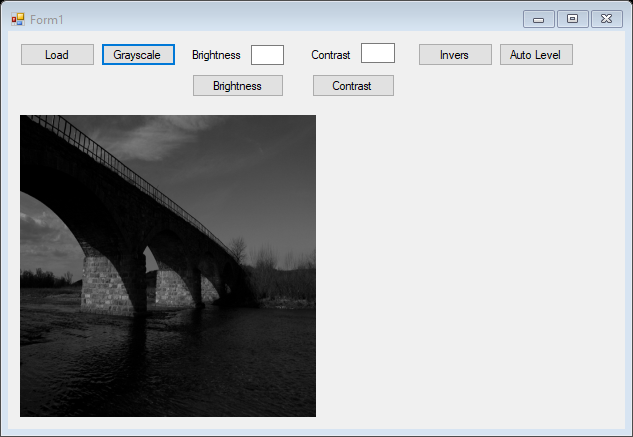 Form1
Load Grayscale Brightness Contrast Invers Auto Level
Brightness Contrast